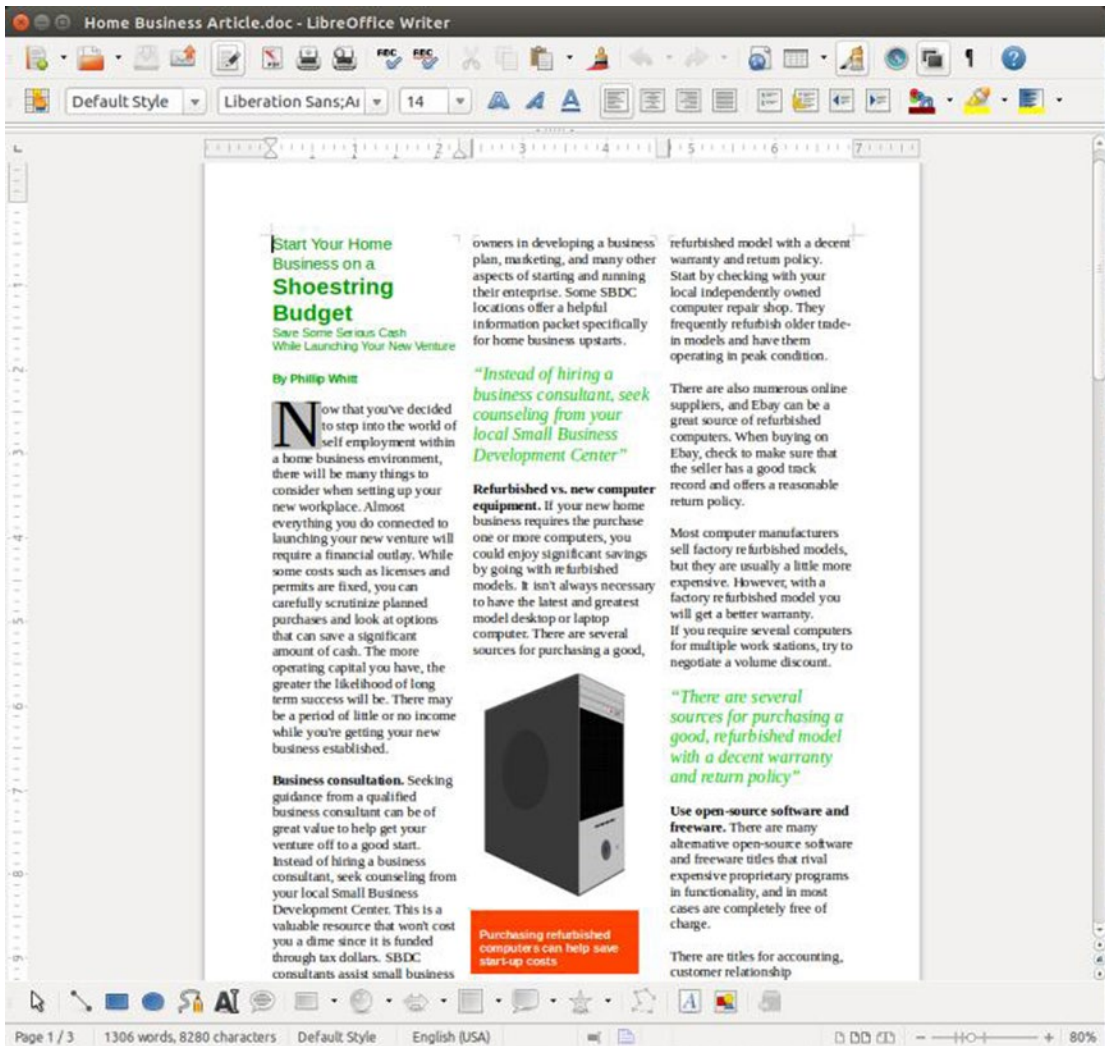 Home Business Article.doc - LibreOffice Writer
Default Style
Liberation Sans;Ar
14
Start Your Home
Business on a
Shoestring
Budget
Save Some Serious Cash
While Launching Your New Venture
By Phillip Whitt
Now that you've decided
to step into the world of
self employment within
a home business environment,
there will be many things to
consider when setting up your
new workplace. Almost
everything you do connected to
launching your new venture will
require a financial outlay. While
some costs such as licenses and
permits are fixed, you can
carefully scrutinize planned
purchases and look at options
that can save a significant
amount of cash. The more
operating capital you have, the
greater the likelihood of long
term success will be. There may
be a period of little or no income
while you're getting your new
business established.
Business consultation. Seeking
guidance from a qualified
business consultant can be of
great value to help get your
venture off to a good start.
Instead of hiring a business
consultant, seek counseling from
your local Small Business
Development Center. This is a
valuable resource that won't cost
you a dime since it is funded
through tax dollars. SBDC
consultants assist small business
owners in developing a business
plan, marketing, and many other
aspects of starting and running
their enterprise. Some SBDC
locations offer a helpful
information packet specifically
for home business upstarts.
“Instead of hiring a
business consultant, seek
counseling from your
local Small Business
Development Center”
Refurbished vs. new computer
equipment. If your new home
business requires the purchase
one or more computers, you
could enjoy significant savings
by going with refurbished
models. It isn't always necessary
to have the latest and greatest
model desktop or laptop
computer. There are several
sources for purchasing a good,
Purchasing refurbished
computers can help save
start-up costs
refurbished model with a decent
warranty and return policy.
Start by checking with your
local independently owned
computer repair shop. They
frequently refurbish older trade-
in models and have them
operating in peak condition.
There are also numerous online
suppliers, and Ebay can be a
great source of refurbished
computers. When buying on
Ebay, check to make sure that
the seller has a good track
record and offers a reasonable
return policy.
Most computer manufacturers
sell factory refurbished models,
but they are usually a little more
expensive. However, with a
factory refurbished model you
will get a better warranty.
If you require several computers
for multiple work stations, try to
negotiate a volume discount.
“There are several
sources for purchasing a
good, refurbished model
with a decent warranty
and return policy”
Use open-source software and
freeware. There are many
alternative open-source software
and freeware titles that rival
expensive proprietary programs
in functionality, and in most
cases are completely free of
charge.
There are titles for accounting,
customer relationship
Page 1 / 3
1306 words, 8280 characters
Default Style
English (USA)
80%